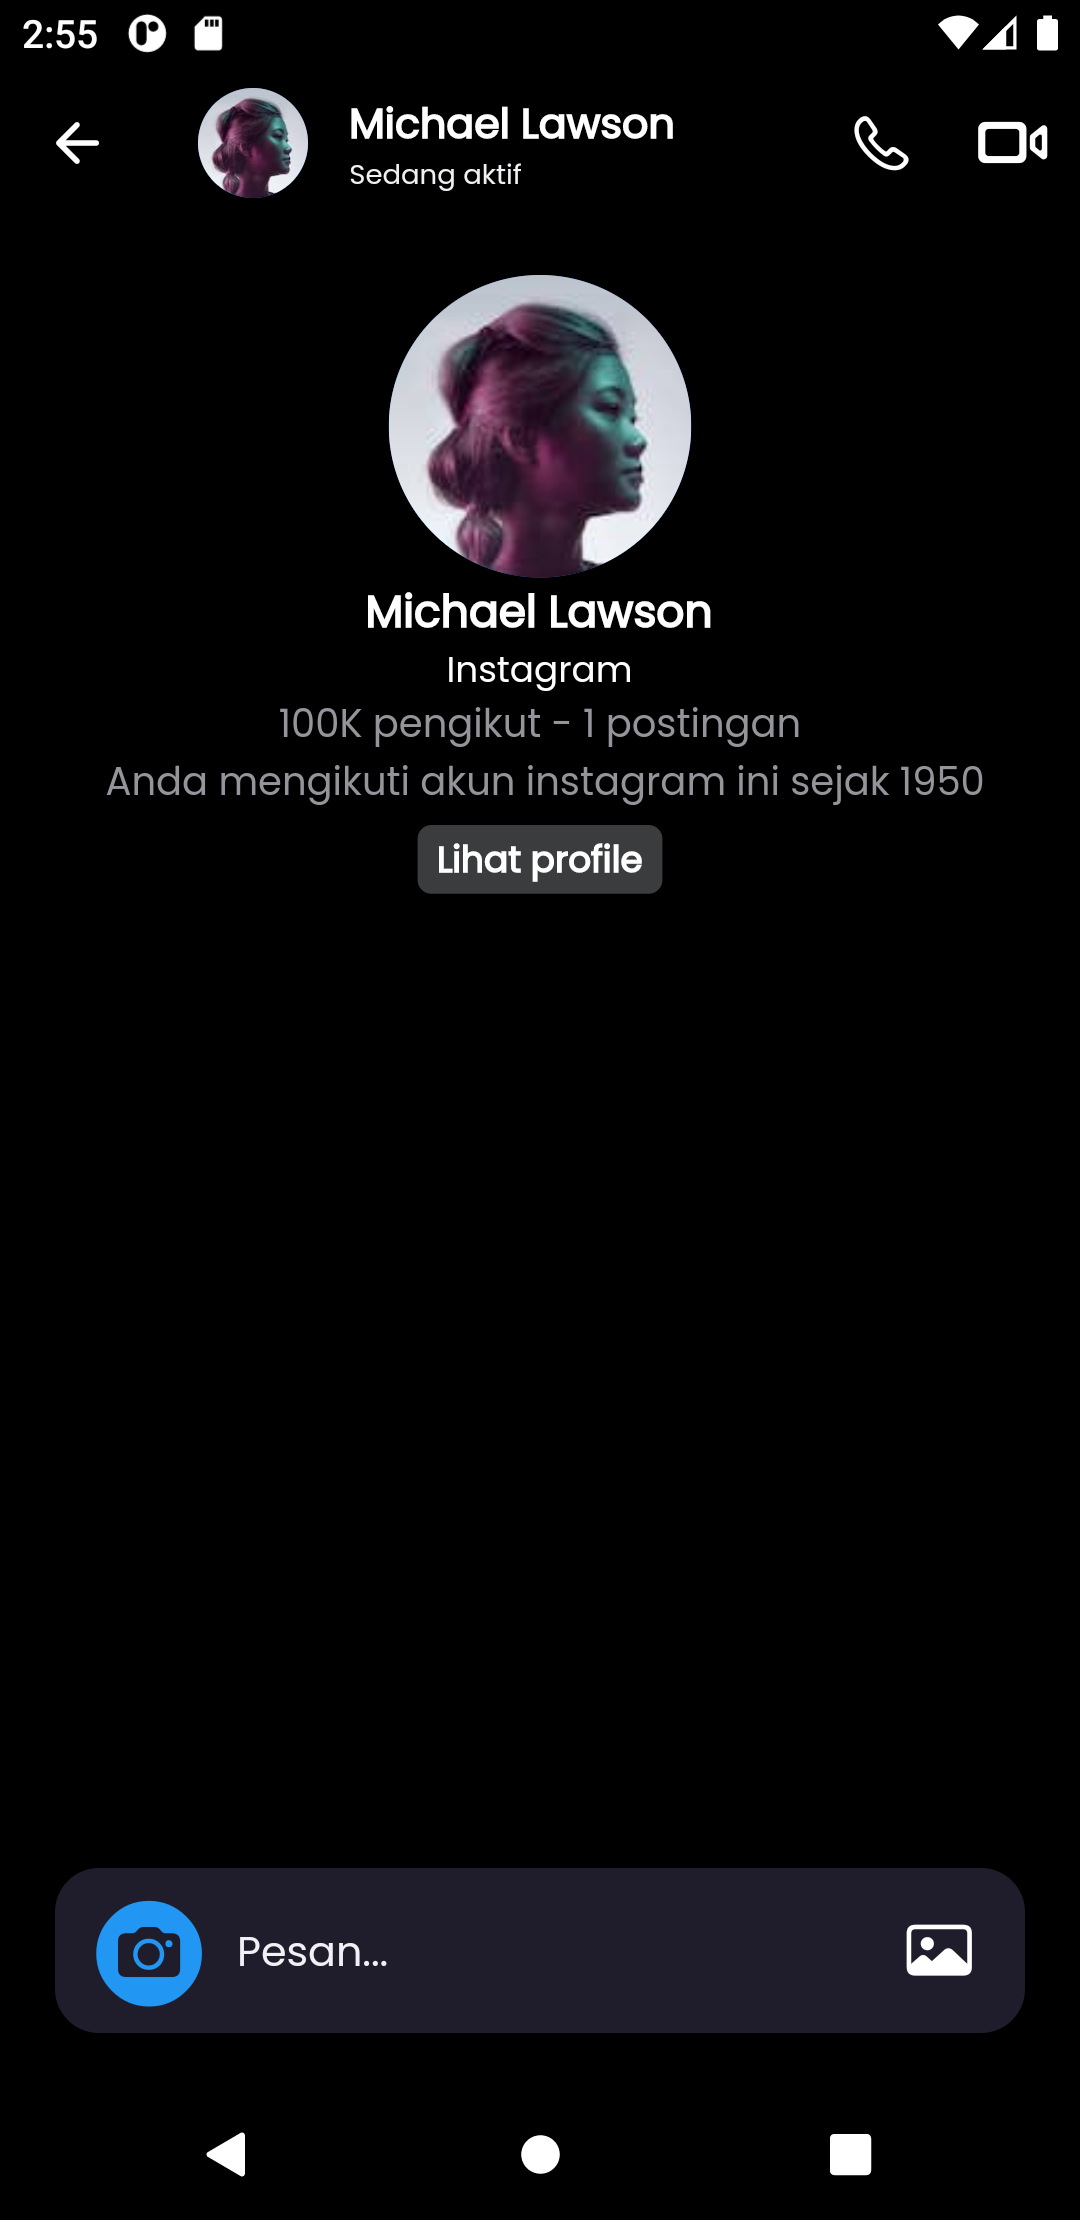 2:55
Michael Lawson
Sedang aktif
Michael Lawson
Instagram
100K pengikut - 1 postingan
Anda mengikuti akun instagram ini sejak 1950
Lihat profile
Pesan...